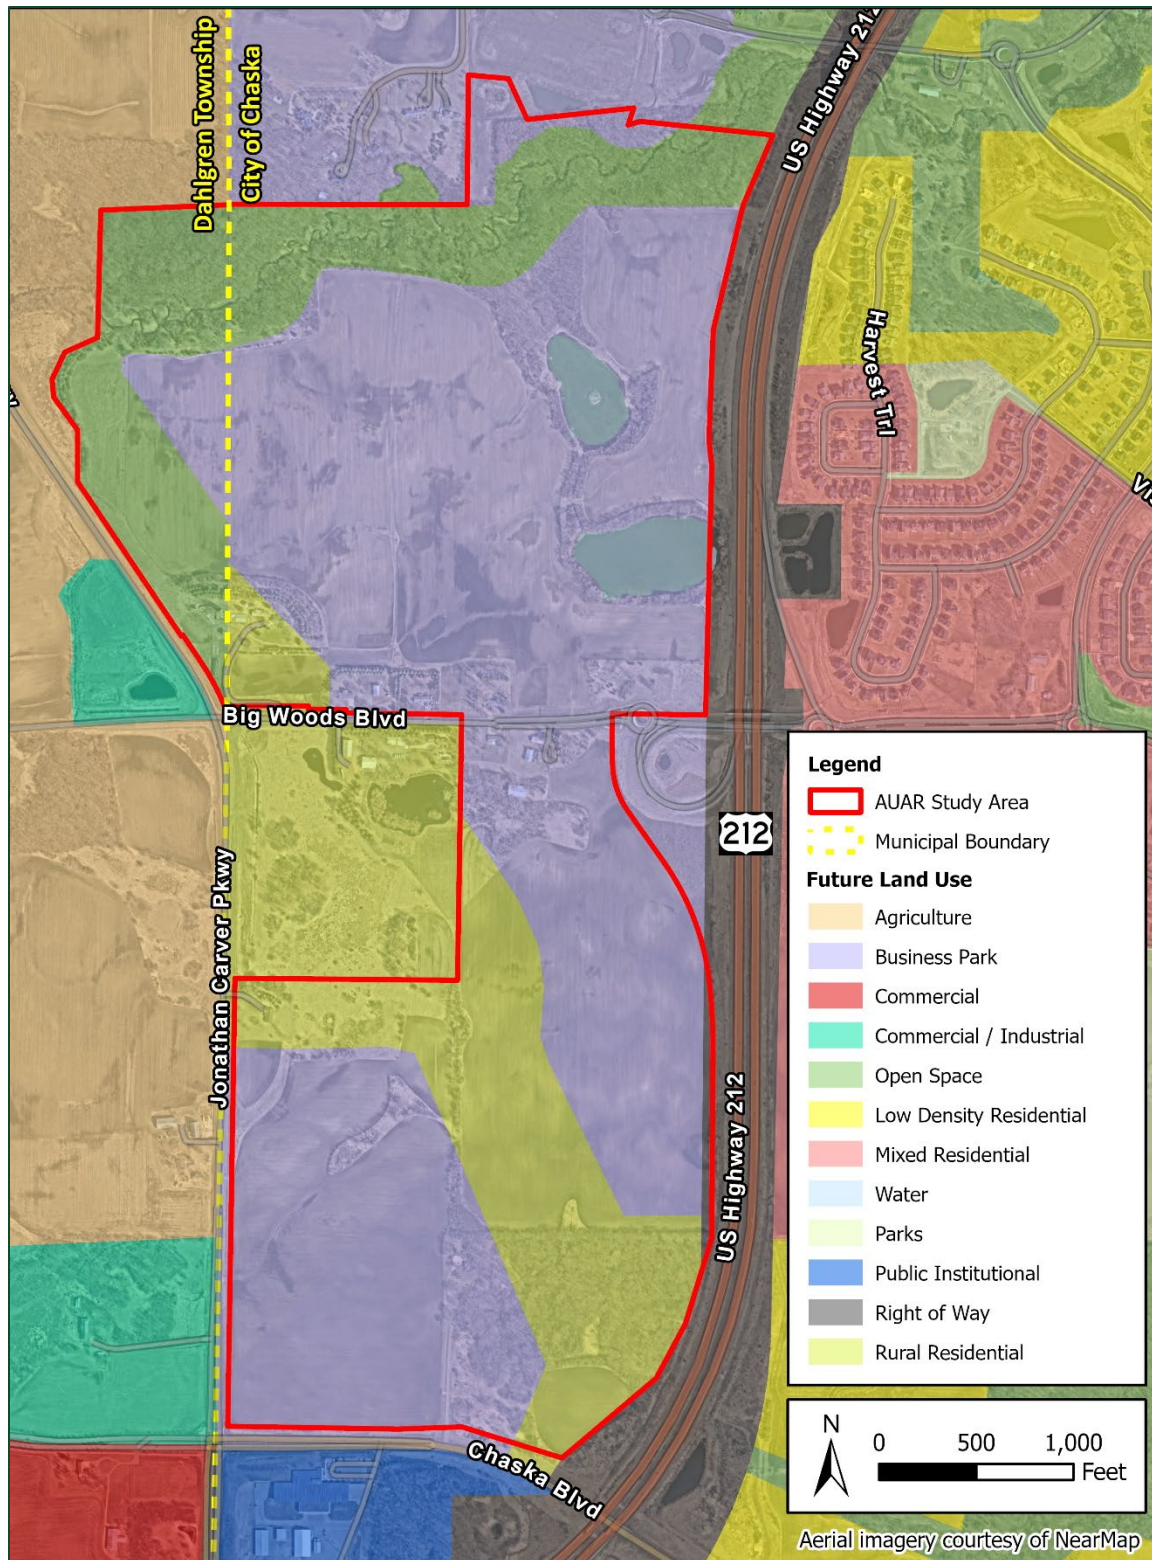 Dahlgren Township
City of Chaska
US Highway 212
Harvest Trl
Big Woods Blvd
212
Jonathan Carver Pkwy
US Highway 212
Chaska Blvd
Legend
AUAR Study Area
Municipal Boundary
Future Land Use
Agriculture
Business Park
Commercial
Commercial / Industrial
Open Space
Low Density Residential
Mixed Residential
Water
Parks
Public Institutional
Right of Way
Rural Residential
N
0 500 1,000
Feet
Aerial imagery courtesy of NearMap